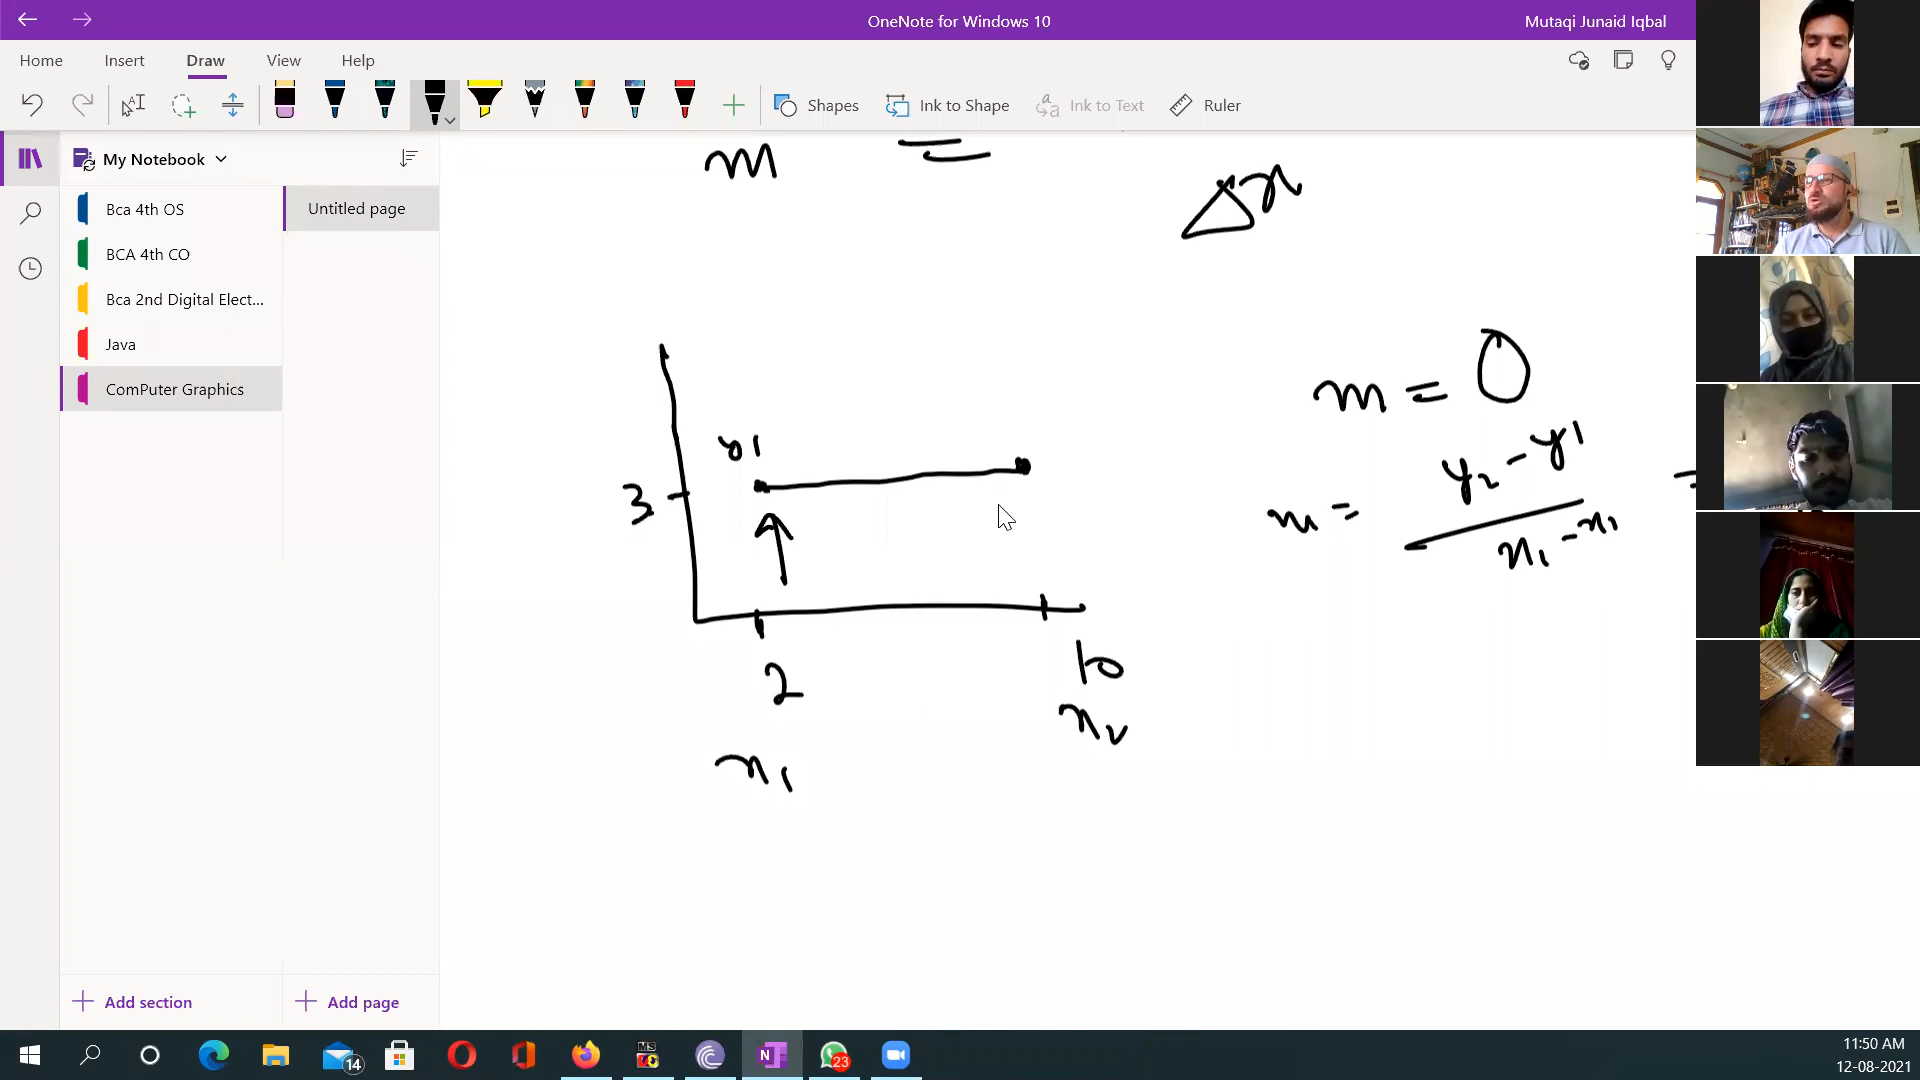 OneNote for Windows 10
Mutaqi Junaid Iqbal
Home Insert Draw View Help
Shapes Ink to Shape Ink to Text Ruler
My Notebook
Bca 4th OS
BCA 4th CO
Bca 2nd Digital Elect...
Java
ComPuter Graphics
Untitled page
m =
Δx
m = 0
y1
3
m = y2 - y1 =
x1 - x1
2
10
x2
x1
Add section
Add page
14
MS
N
23
11:50 AM
12-08-2021